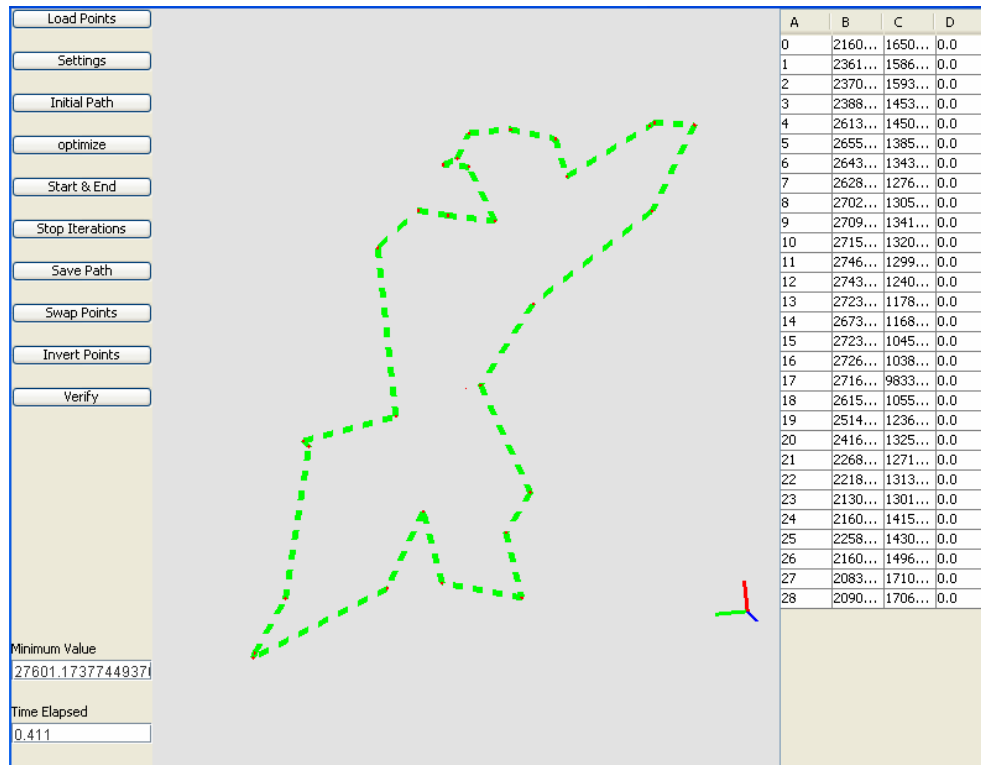 Load Points
Settings
Initial Path
optimize
Start & End
Stop Iterations
Save Path
Swap Points
Invert Points
Verify
Minimum Value
27601.1737744937
Time Elapsed
0.411
A B C D
0 2160... 1650... 0.0
1 2361... 1586... 0.0
2 2370... 1593... 0.0
3 2388... 1453... 0.0
4 2613... 1450... 0.0
5 2655... 1385... 0.0
6 2643... 1343... 0.0
7 2628... 1276... 0.0
8 2702... 1305... 0.0
9 2709... 1341... 0.0
10 2715... 1320... 0.0
11 2746... 1299... 0.0
12 2743... 1240... 0.0
13 2723... 1178... 0.0
14 2673... 1168... 0.0
15 2723... 1045... 0.0
16 2726... 1038... 0.0
17 2716... 9833... 0.0
18 2615... 1055... 0.0
19 2514... 1236... 0.0
20 2416... 1325... 0.0
21 2268... 1271... 0.0
22 2218... 1313... 0.0
23 2130... 1301... 0.0
24 2160... 1415... 0.0
25 2258... 1430... 0.0
26 2160... 1496... 0.0
27 2083... 1710... 0.0
28 2090... 1706... 0.0